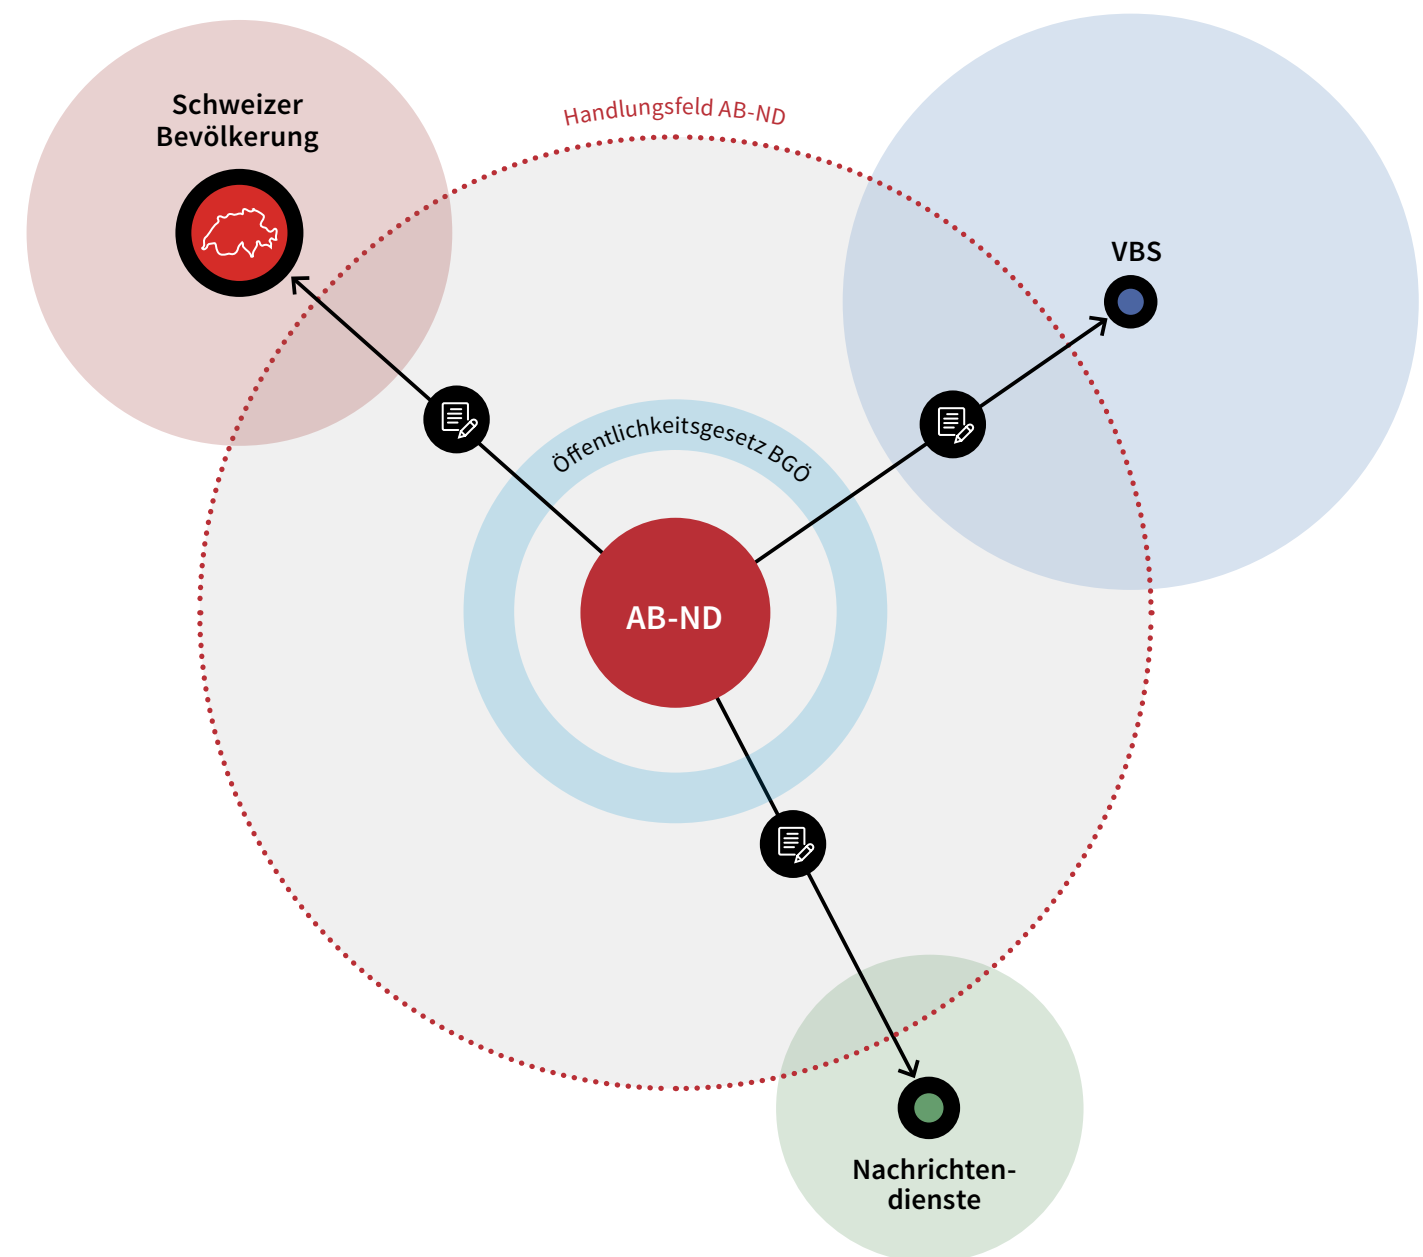 Schweizer
Bevölkerung
Handlungsfeld AB-ND
VBS
Öffentlichkeitsgesetz BGÖ
AB-ND
Nachrichten-
dienste